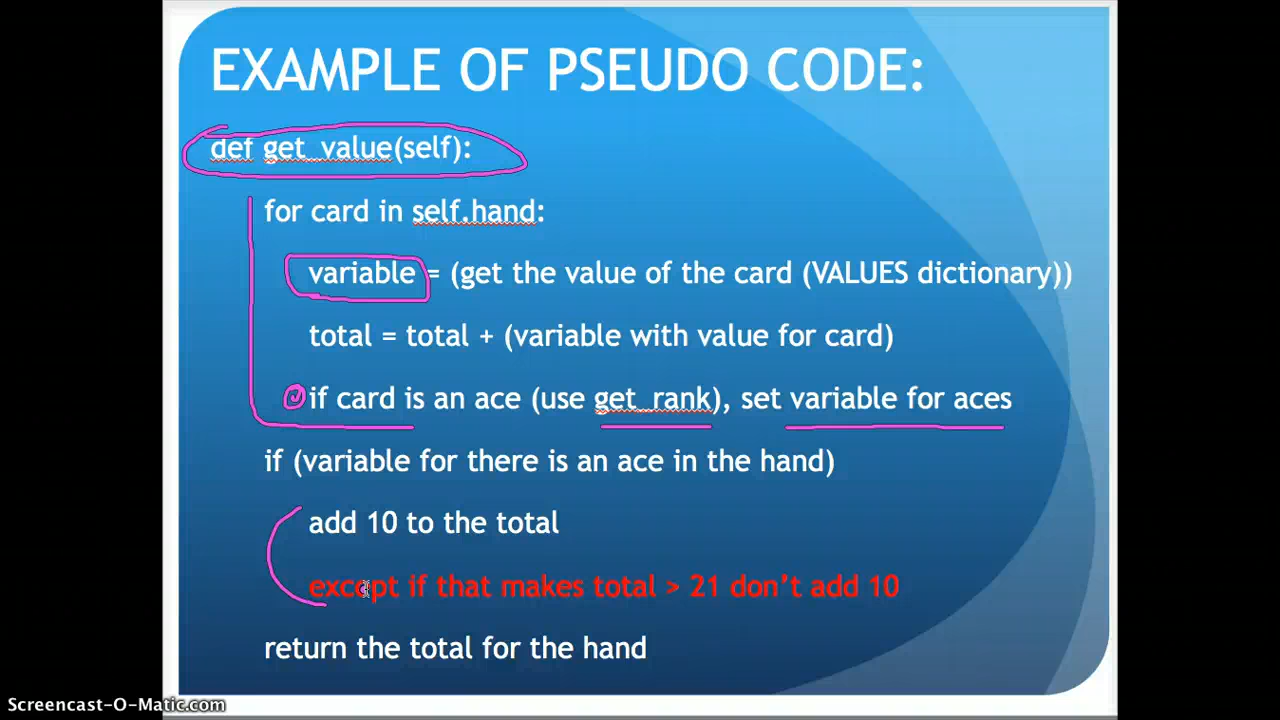 EXAMPLE OF PSEUDO CODE:
def get_value(self):
for card in self.hand:
variable = (get the value of the card (VALUES dictionary))
total = total + (variable with value for card)
if card is an ace (use get_rank), set variable for aces
if (variable for there is an ace in the hand)
add 10 to the total
except if that makes total > 21 don't add 10
return the total for the hand
Screencast-O-Matic.com